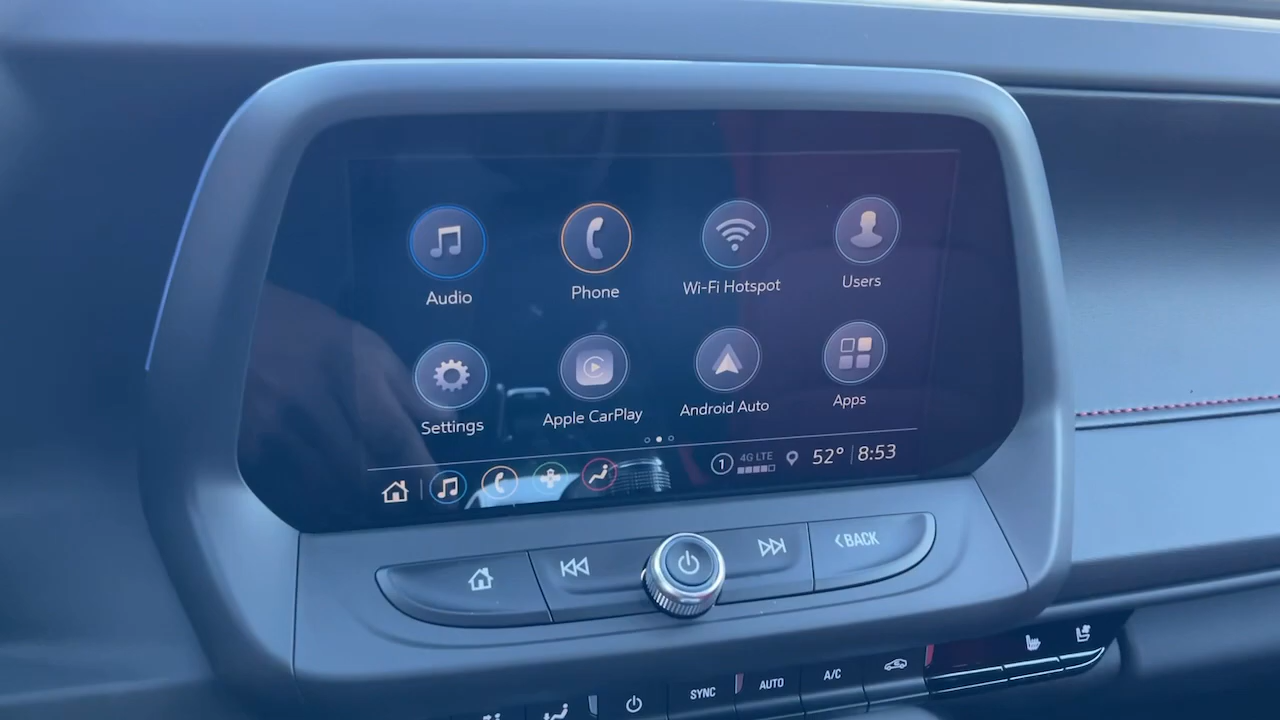 Audio
Phone
Wi-Fi Hotspot
Users
Settings
Apple CarPlay
Android Auto
Apps
1
4G LTE
52°
8:53
<BACK
SYNC
AUTO
A/C